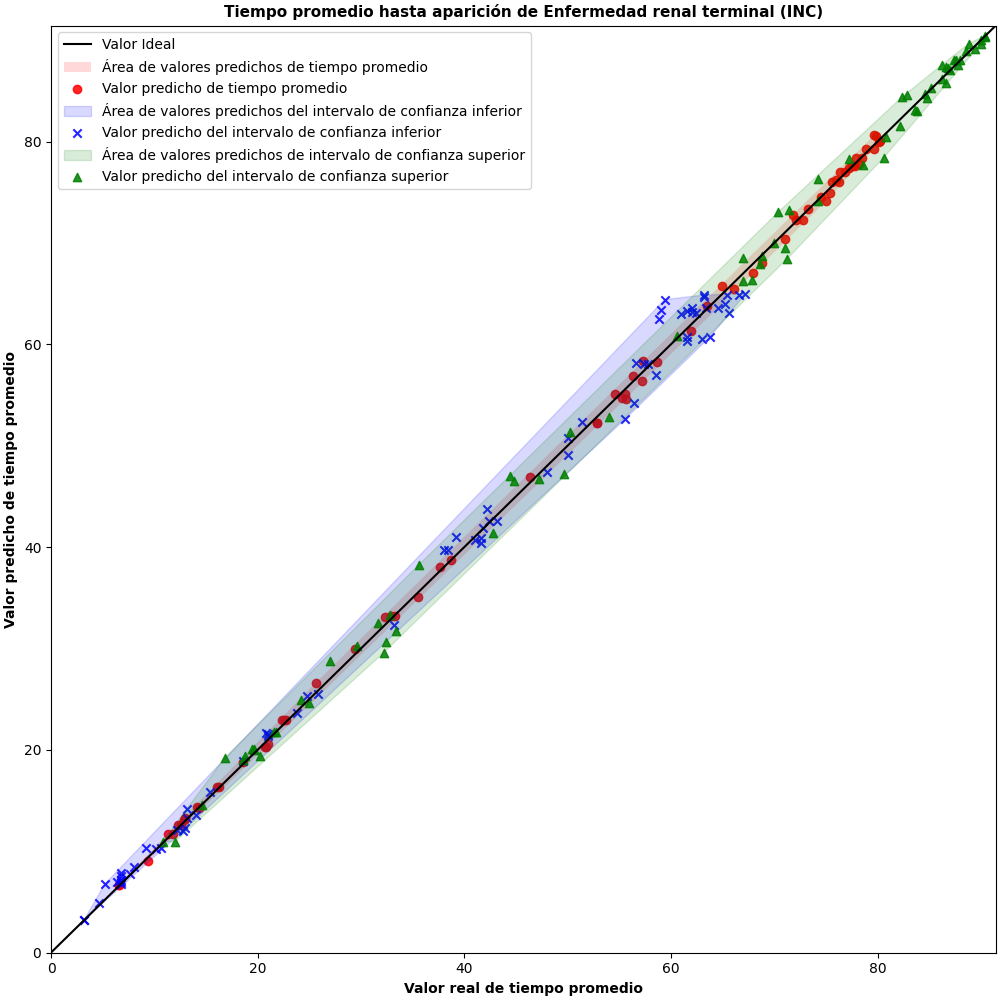 Tiempo promedio hasta aparición de Enfermedad renal terminal (INC)
Valor Ideal
Área de valores predichos de tiempo promedio
Valor predicho de tiempo promedio
Área de valores predichos del intervalo de confianza inferior
Valor predicho del intervalo de confianza inferior
Área de valores predichos de intervalo de confianza superior
Valor predicho del intervalo de confianza superior
Valor predicho de tiempo promedio
80
60
40
20
0
0 20 40 60 80
Valor real de tiempo promedio